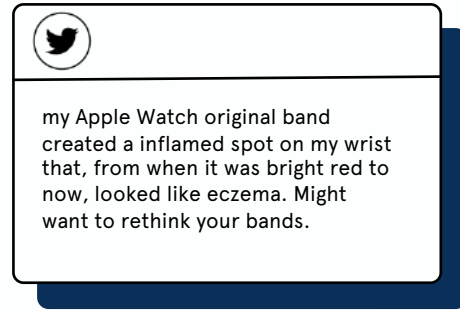 my Apple Watch original band
created a inflamed spot on my wrist
that, from when it was bright red to
now, looked like eczema. Might
want to rethink your bands.